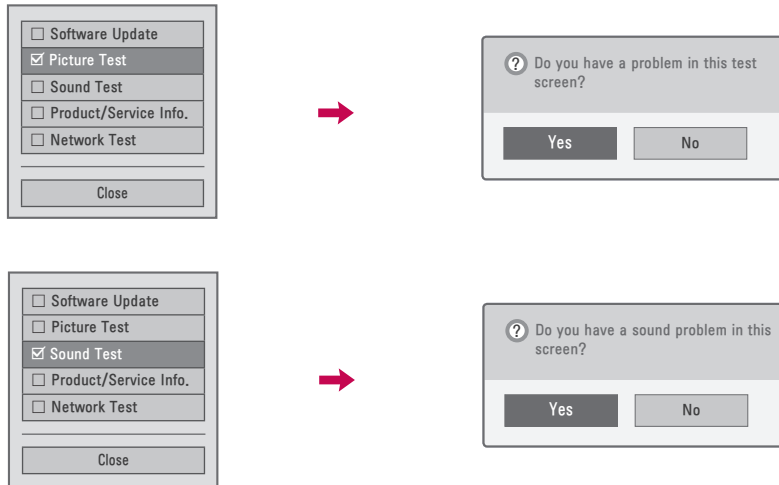 Software Update
Picture Test
Sound Test
Product/Service Info.
Network Test
Close
Do you have a problem in this test
screen?
Yes No
Software Update
Picture Test
Sound Test
Product/Service Info.
Network Test
Close
Do you have a sound problem in this
screen?
Yes No